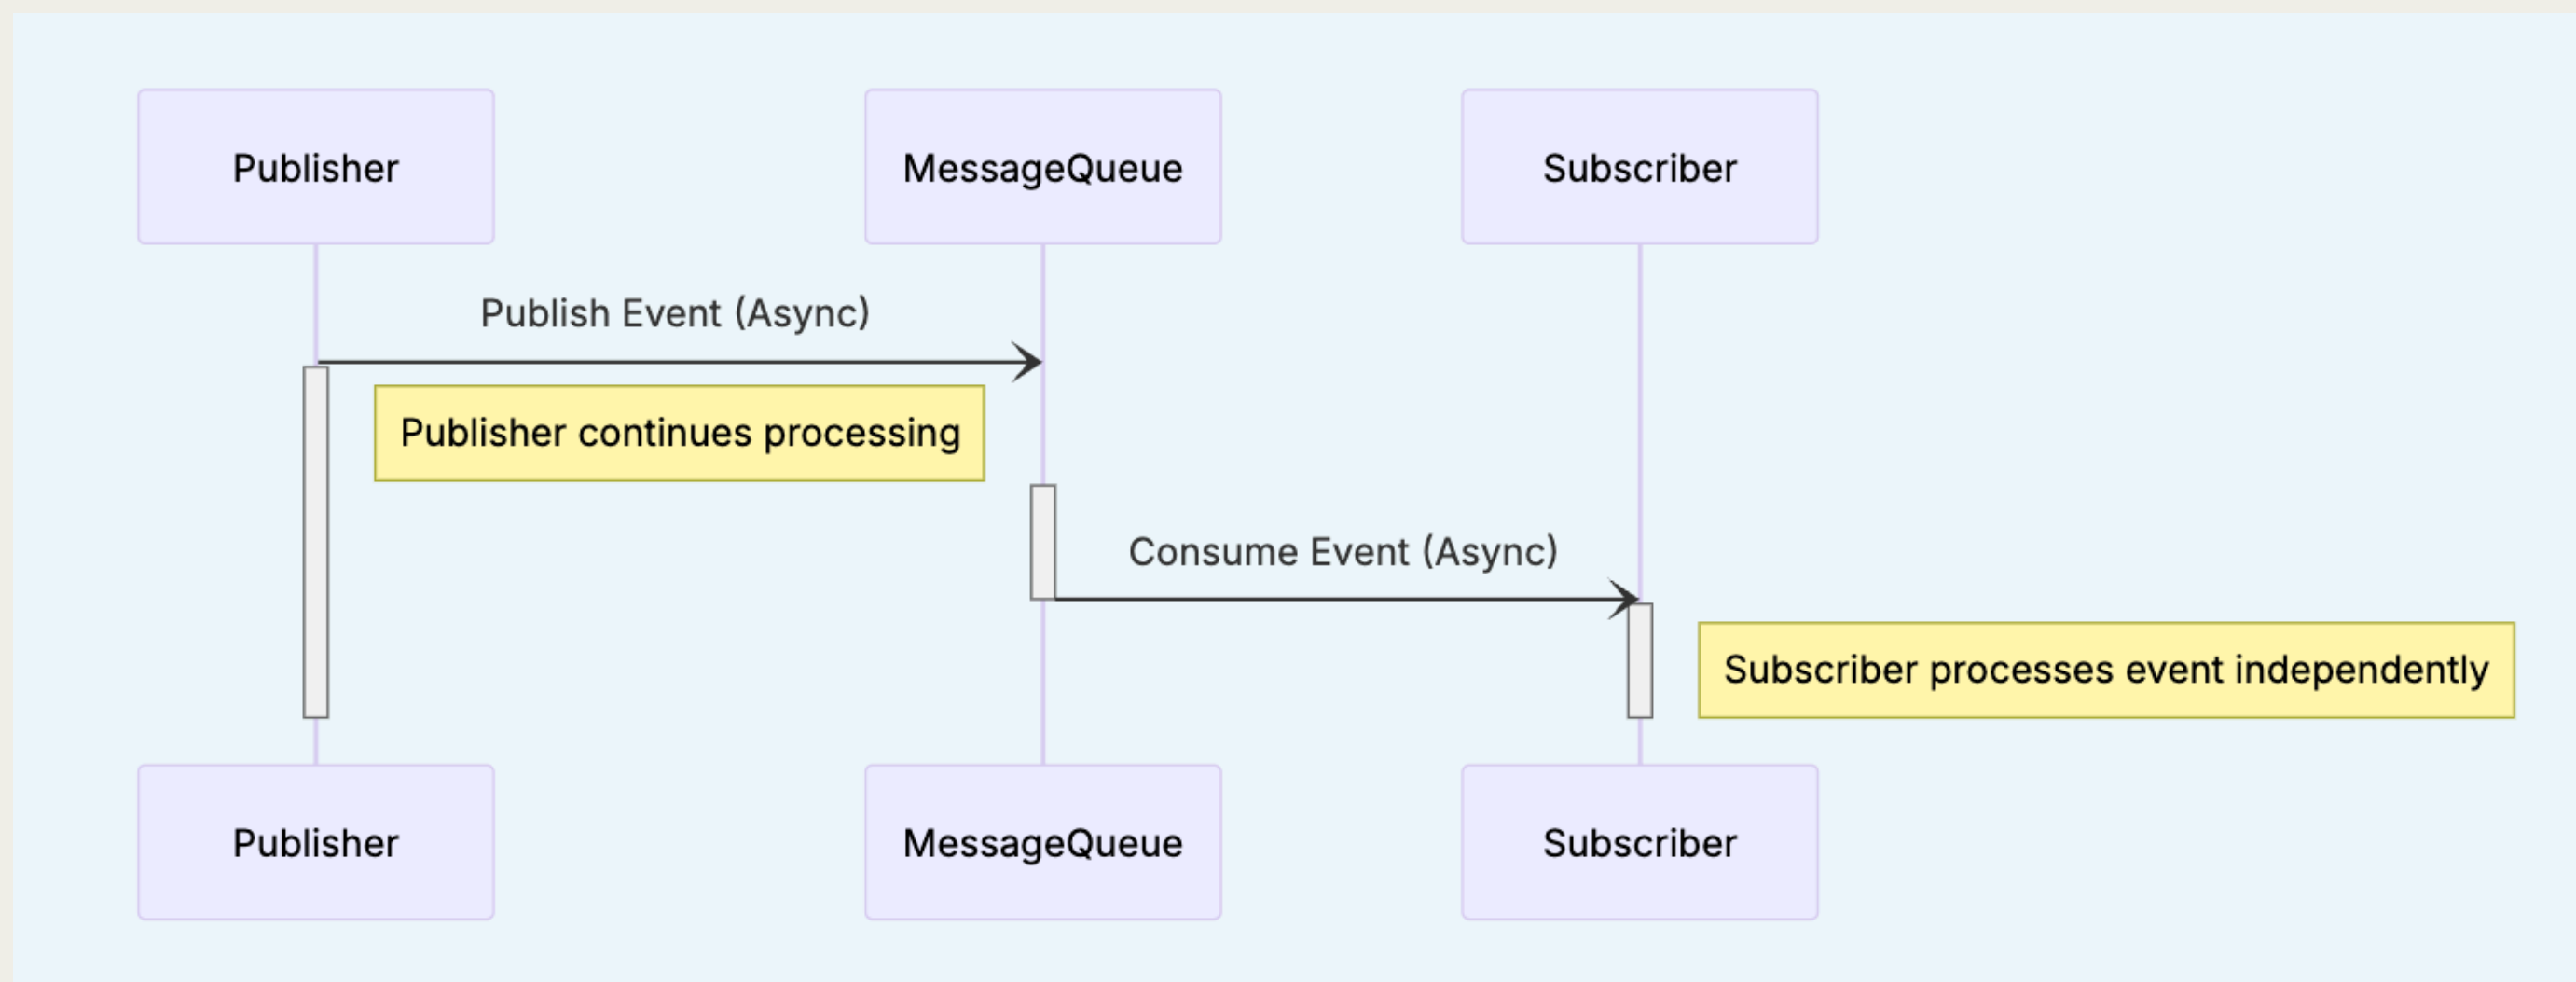 Publisher
MessageQueue
Subscriber
Publish Event (Async)
Publisher continues processing
Consume Event (Async)
Subscriber processes event independently
Publisher
MessageQueue
Subscriber